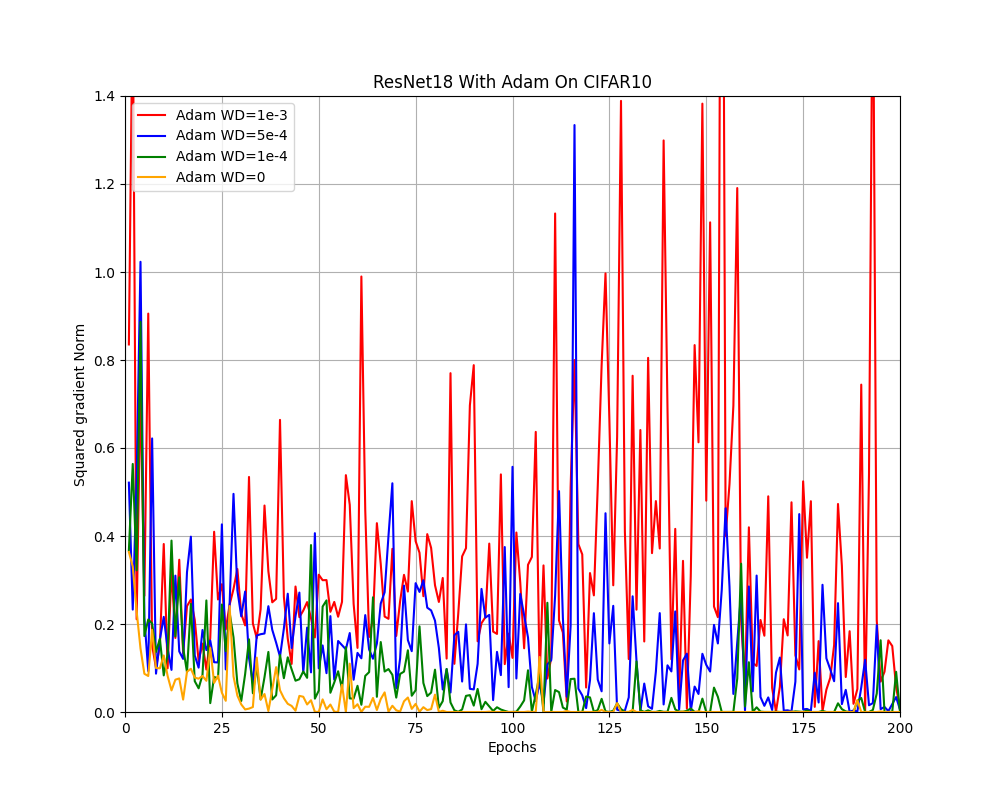 ResNet18 With Adam On CIFAR10
Adam WD=1e-3
Adam WD=5e-4
Adam WD=1e-4
Adam WD=0
Squared gradient Norm
1.4
1.2
1.0
0.8
0.6
0.4
0.2
0.0
0 25 50 75 100 125 150 175 200
Epochs